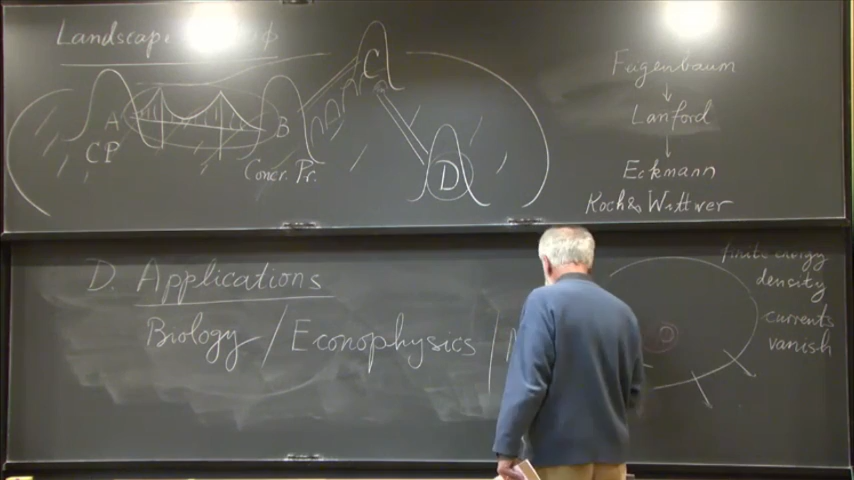 Landscape
A
B
C
D
CP
Concr. Pr.
Feigenbaum
↓
Lanford
↓
Eckmann
Koch & Wittwer
D. Applications
Biology / Econophysics /
finite energy
density
currents
vanish